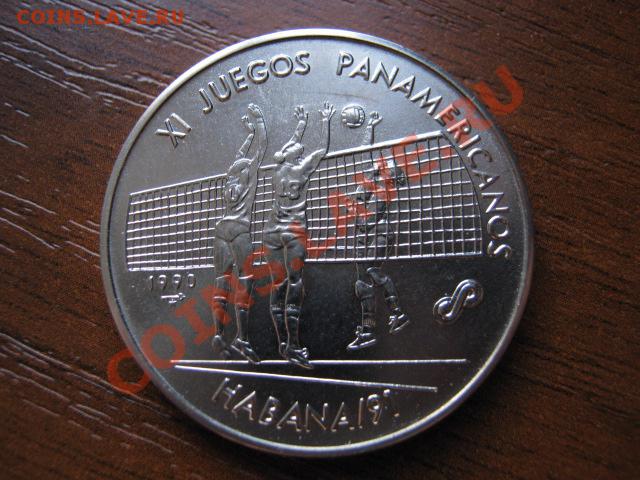 COINS.LAVE.RU
XI JUEGOS PANAMERICANOS
1990
HABANA/91
COINS.LAVE.RU